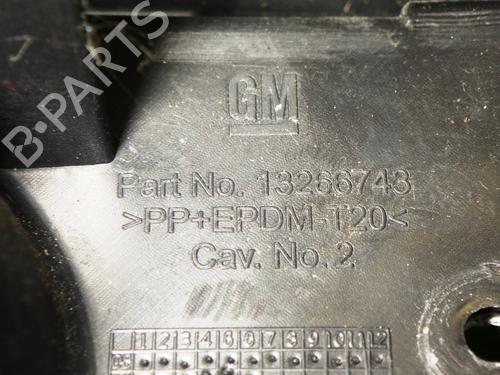 B-PARTS
GM
Part No. 13266743
>PP+EPDM-T20<
Cav. No. 2
1 2 3 4 5 6 7 8 9 10 11 12